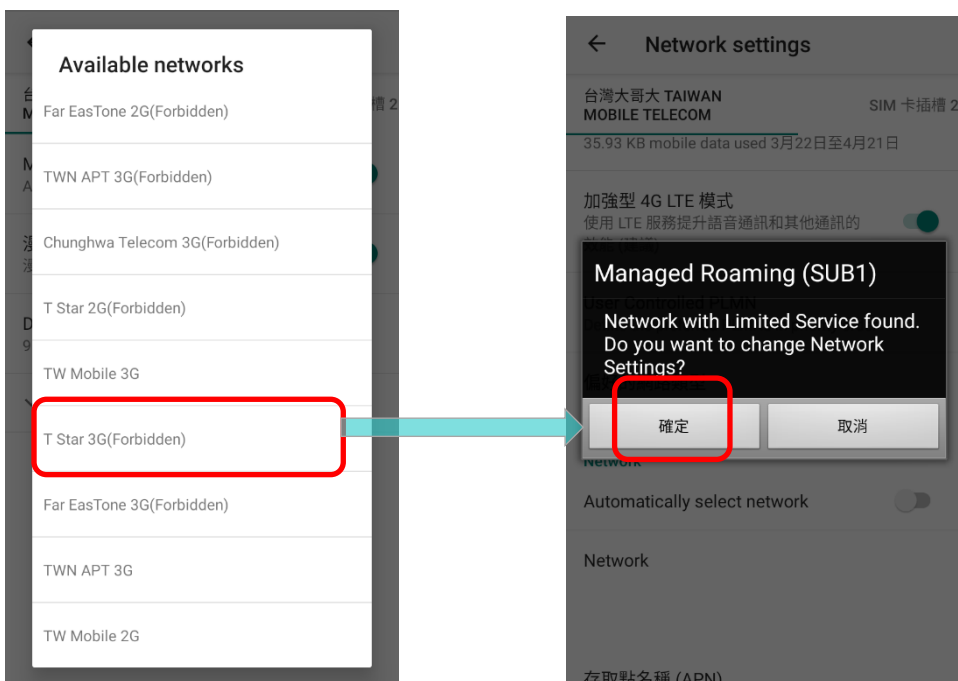 Available networks
Far EasTone 2G(Forbidden)
TWN APT 3G(Forbidden)
Chunghwa Telecom 3G(Forbidden)
T Star 2G(Forbidden)
TW Mobile 3G
T Star 3G(Forbidden)
Far EasTone 3G(Forbidden)
TWN APT 3G
TW Mobile 2G
槽 2
Network settings
台灣大哥大 TAIWAN
MOBILE TELECOM
SIM 卡插槽 2
35.93 KB mobile data used 3月22日至4月21日
加強型 4G LTE 模式
使用 LTE 服務提升語音通訊和其他通訊的
Managed Roaming (SUB1)
User Controlled PLMN
Network with Limited Service found.
Do you want to change Network
Settings?
確定
取消
Network
Automatically select network
Network
存取點名稱 (APN)